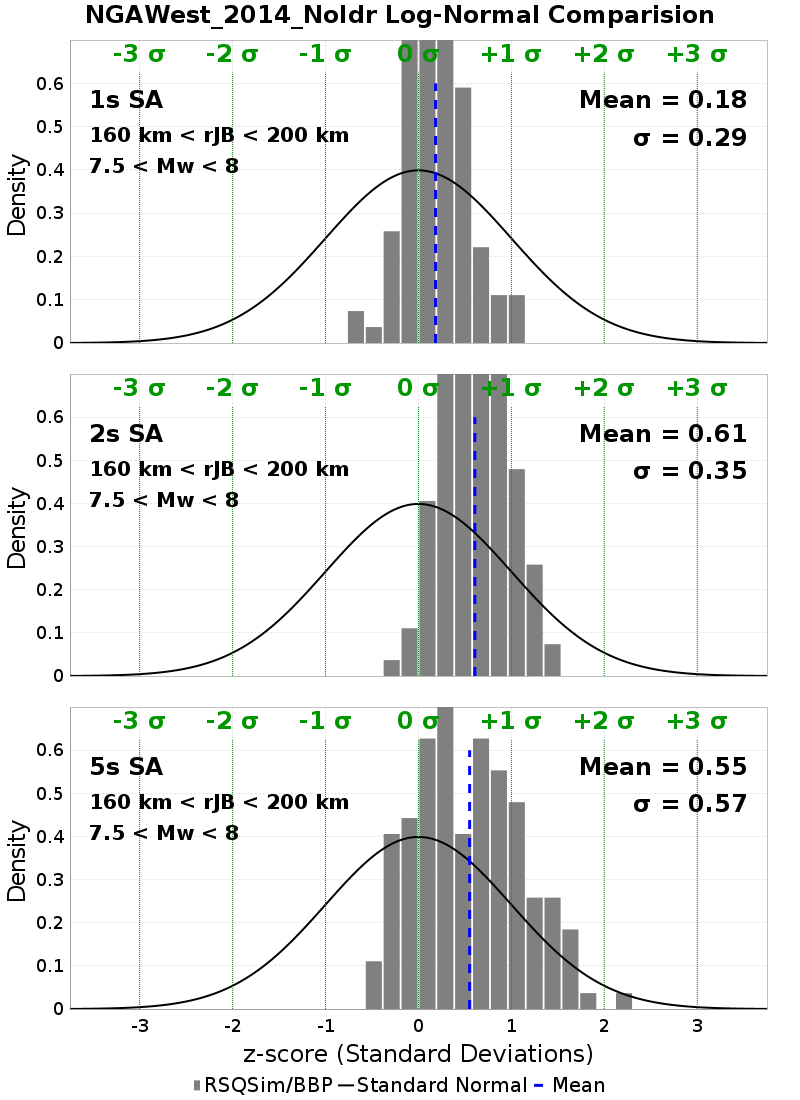 NGAWest_2014_NoIdr Log-Normal Comparision
-3 σ -2 σ -1 σ 0 σ +1 σ +2 σ +3 σ
1s SA
Mean = 0.18
160 km < rJB < 200 km
σ = 0.29
7.5 < Mw < 8
0.6
0.5
0.4
0.3
0.2
0.1
0
Density
-3 σ -2 σ -1 σ 0 σ +1 σ +2 σ +3 σ
2s SA
Mean = 0.61
160 km < rJB < 200 km
σ = 0.35
7.5 < Mw < 8
0.6
0.5
0.4
0.3
0.2
0.1
0
Density
-3 σ -2 σ -1 σ 0 σ +1 σ +2 σ +3 σ
5s SA
Mean = 0.55
160 km < rJB < 200 km
σ = 0.57
7.5 < Mw < 8
0.6
0.5
0.4
0.3
0.2
0.1
0
Density
-3 -2 -1 0 1 2 3
z-score (Standard Deviations)
RSQSim/BBP Standard Normal Mean